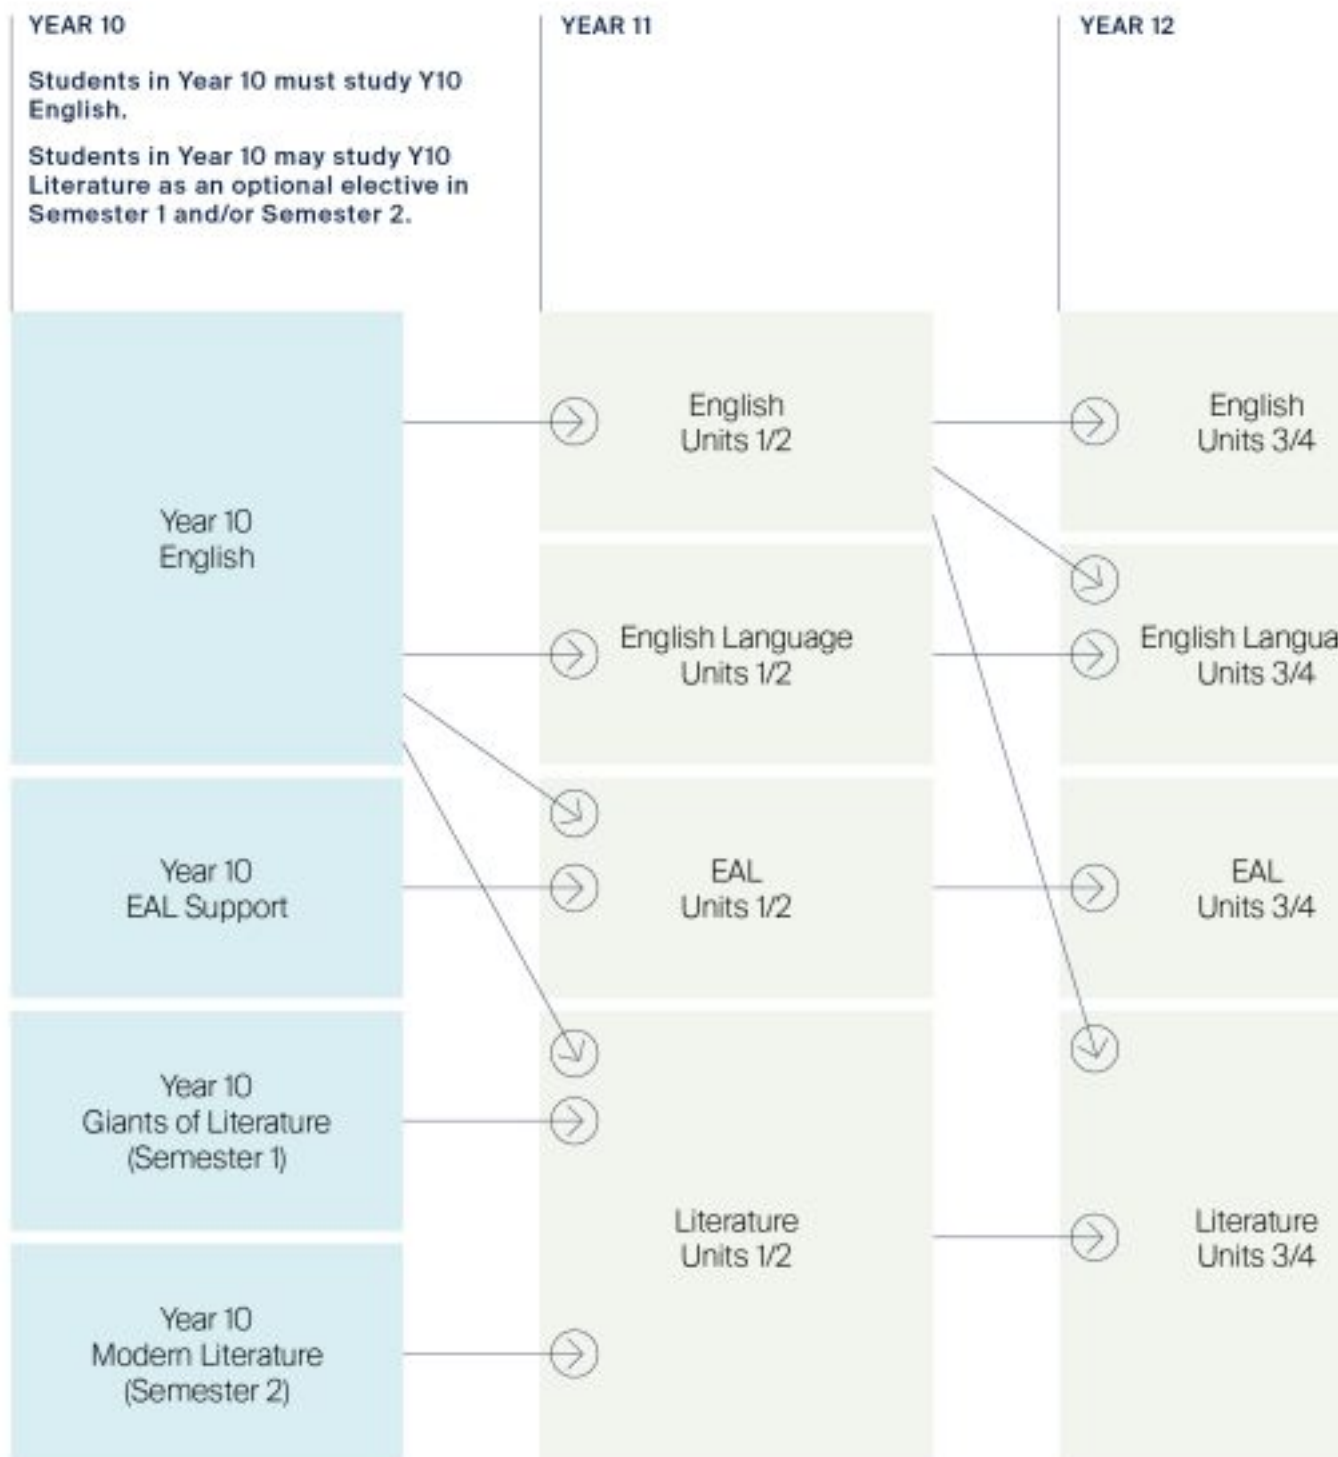 YEAR 10
Students in Year 10 must study Y10
English.
Students in Year 10 may study Y10
Literature as an optional elective in
Semester 1 and/or Semester 2.
YEAR 11
YEAR 12
Year 10
English
Year 10
EAL Support
Year 10
Giants of Literature
(Semester 1)
Year 10
Modern Literature
(Semester 2)
English
Units 1/2
English Language
Units 1/2
EAL
Units 1/2
Literature
Units 1/2
English
Units 3/4
English Langua
Units 3/4
EAL
Units 3/4
Literature
Units 3/4